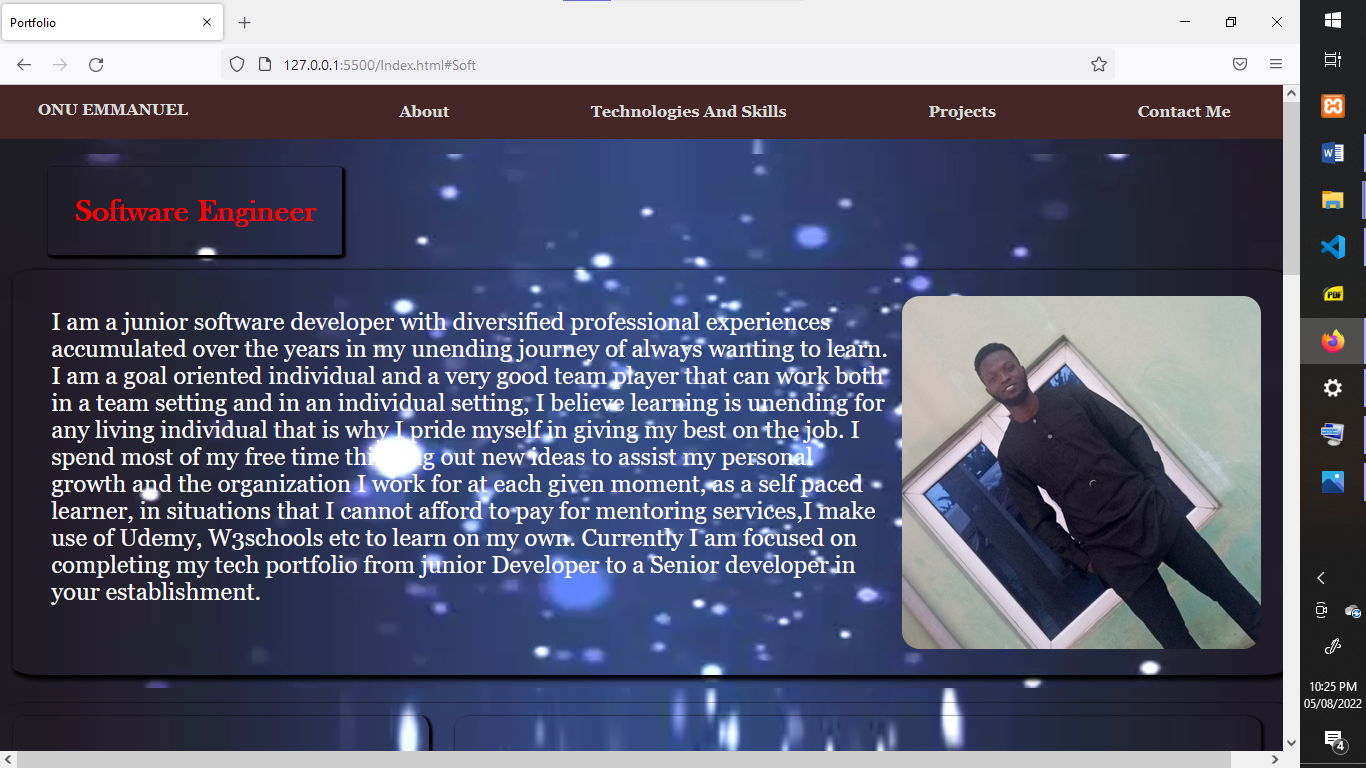 Portfolio
127.0.0.1:5500/Index.html#Soft
ONU EMMANUEL About Technologies And Skills Projects Contact Me
Software Engineer
I am a junior software developer with diversified professional experiences
accumulated over the years in my unending journey of always wanting to learn.
I am a goal oriented individual and a very good team player that can work both
in a team setting and in an individual setting, I believe learning is unending for
any living individual that is why I pride myself in giving my best on the job. I
spend most of my free time thinking out new ideas to assist my personal
growth and the organization I work for at each given moment, as a self paced
learner, in situations that I cannot afford to pay for mentoring services,I make
use of Udemy, W3schools etc to learn on my own. Currently I am focused on
completing my tech portfolio from junior Developer to a Senior developer in
your establishment.
W
PDF
10:25 PM
05/08/2022
4